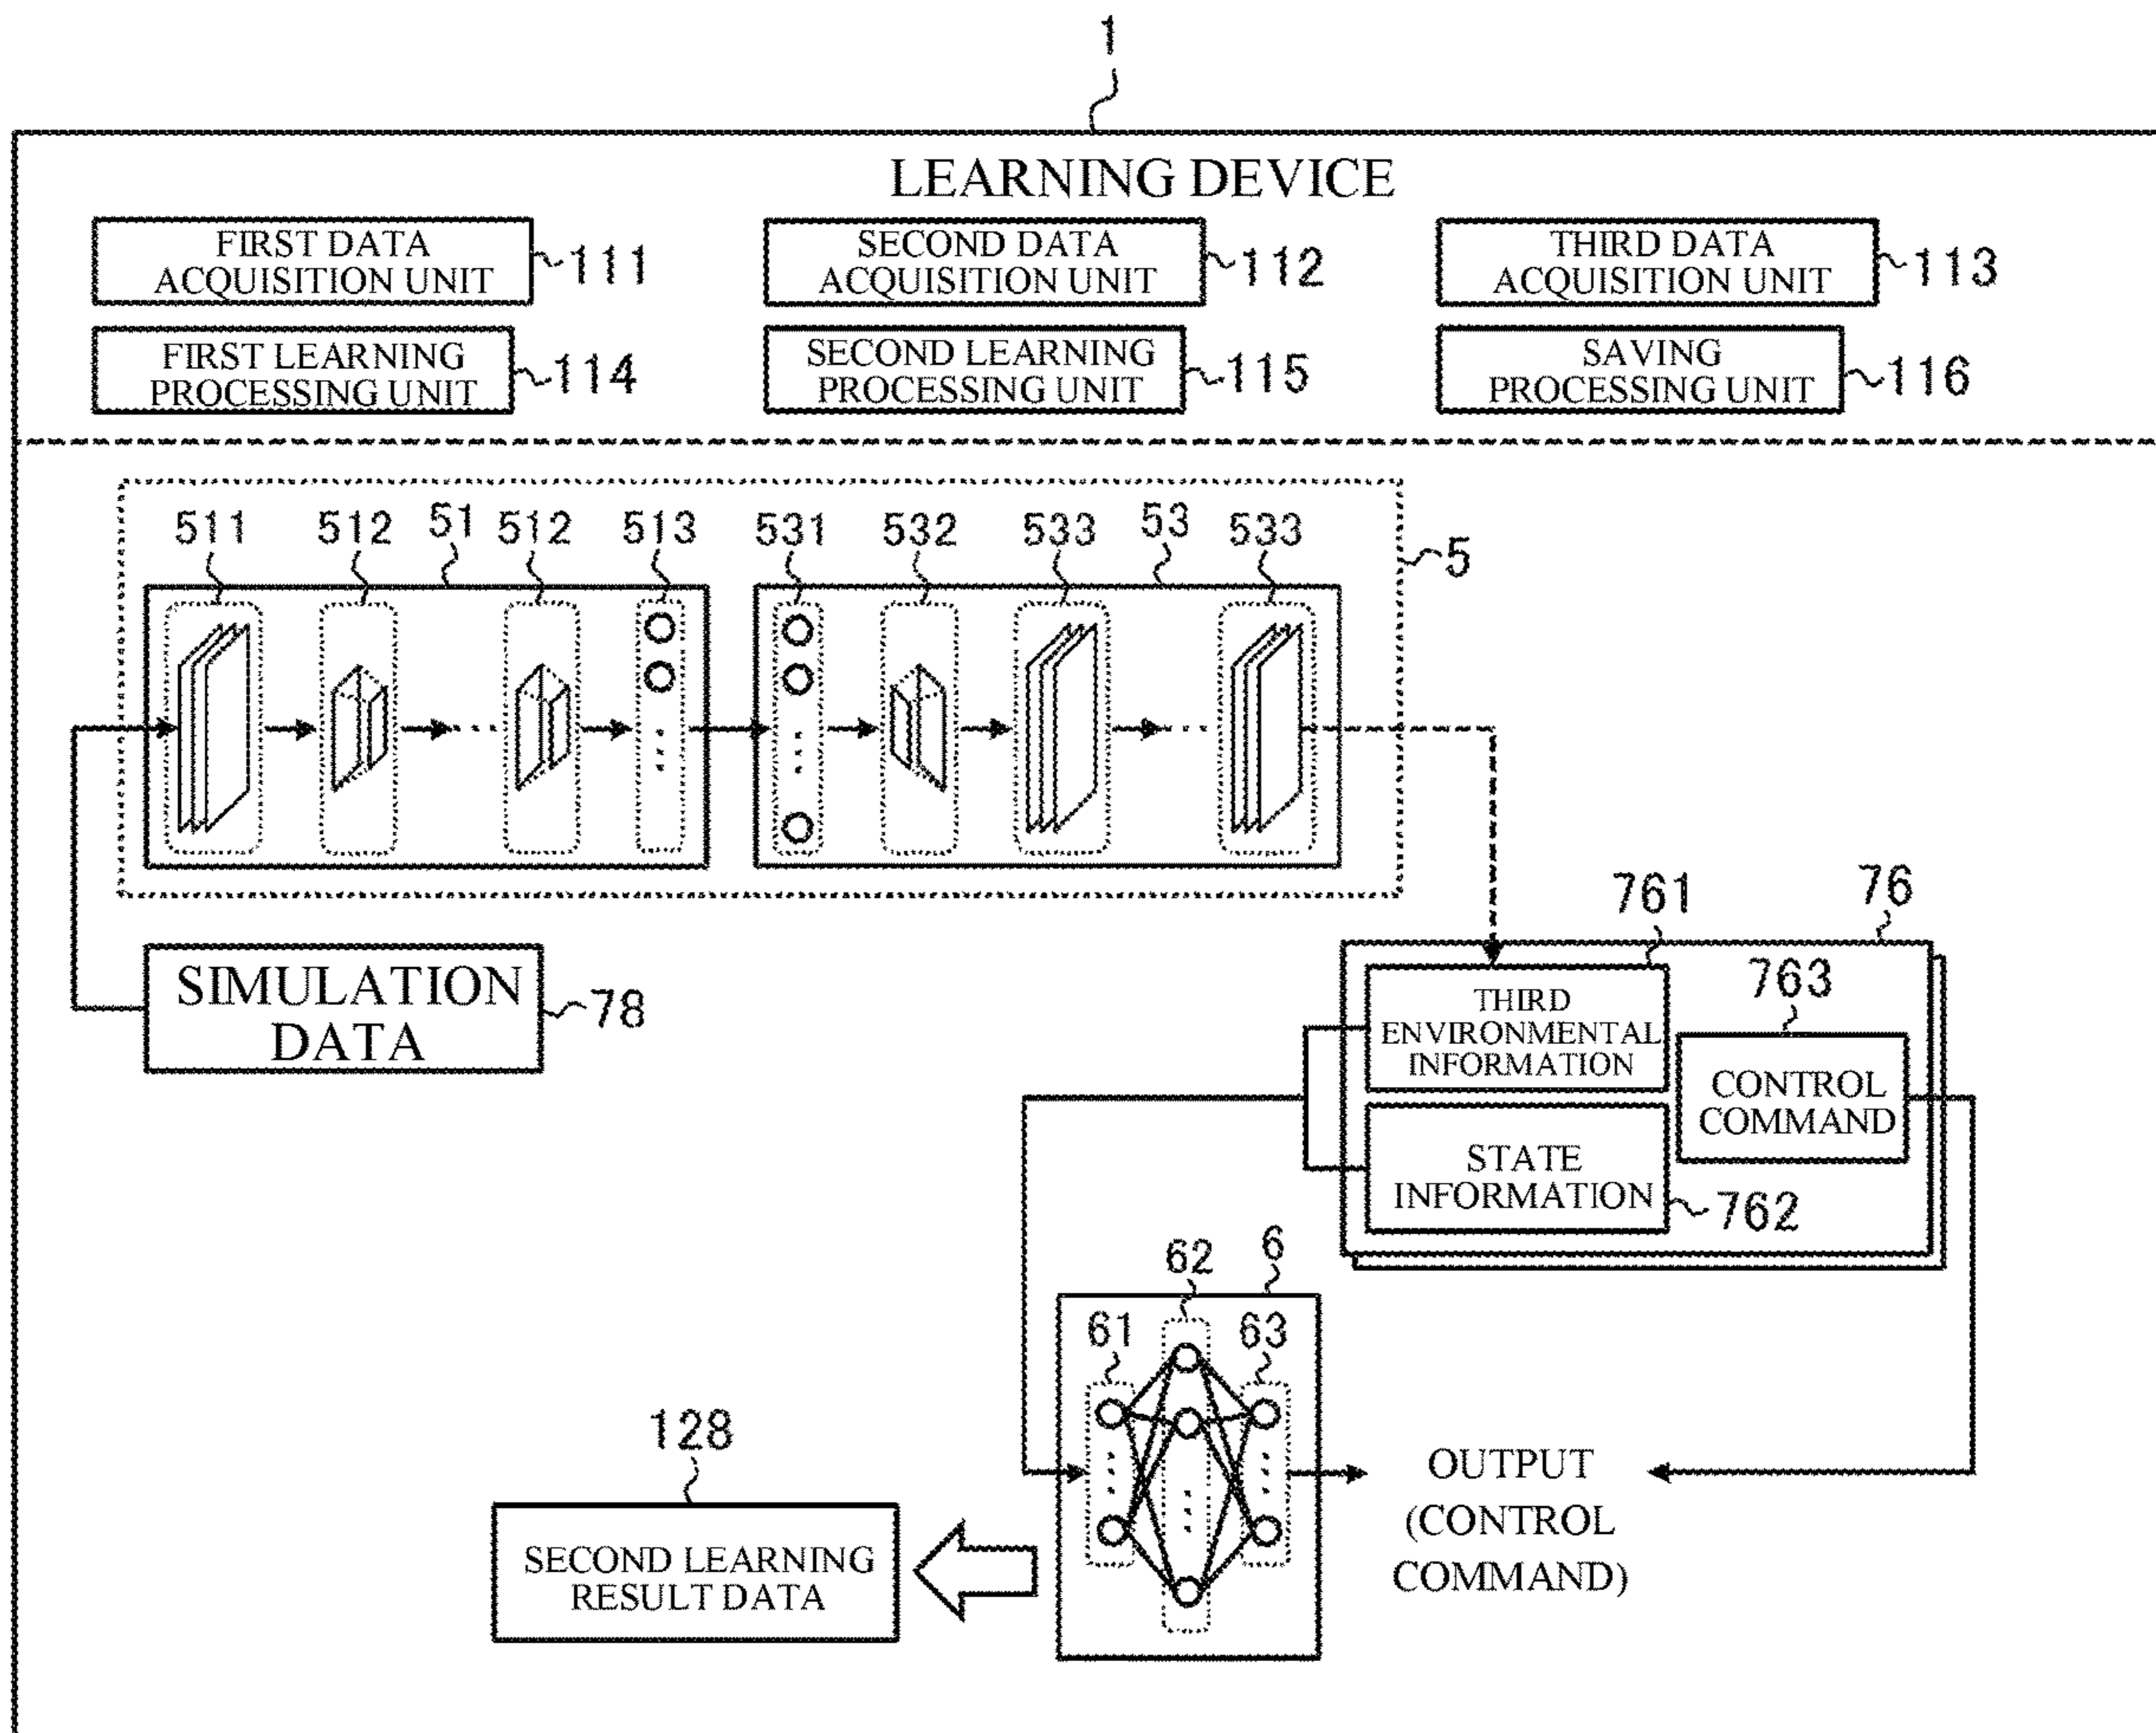 1
LEARNING DEVICE
FIRST DATA
ACQUISITION UNIT
111
SECOND DATA
ACQUISITION UNIT
112
THIRD DATA
ACQUISITION UNIT
113
FIRST LEARNING
PROCESSING UNIT
114
SECOND LEARNING
PROCESSING UNIT
115
SAVING
PROCESSING UNIT
116
511
512
51
512
513
531
532
533
53
533
5
SIMULATION
DATA
78
761
76
THIRD
ENVIRONMENTAL
INFORMATION
763
CONTROL
COMMAND
STATE
INFORMATION
762
62
6
61
63
128
SECOND LEARNING
RESULT DATA
OUTPUT
(CONTROL
COMMAND)